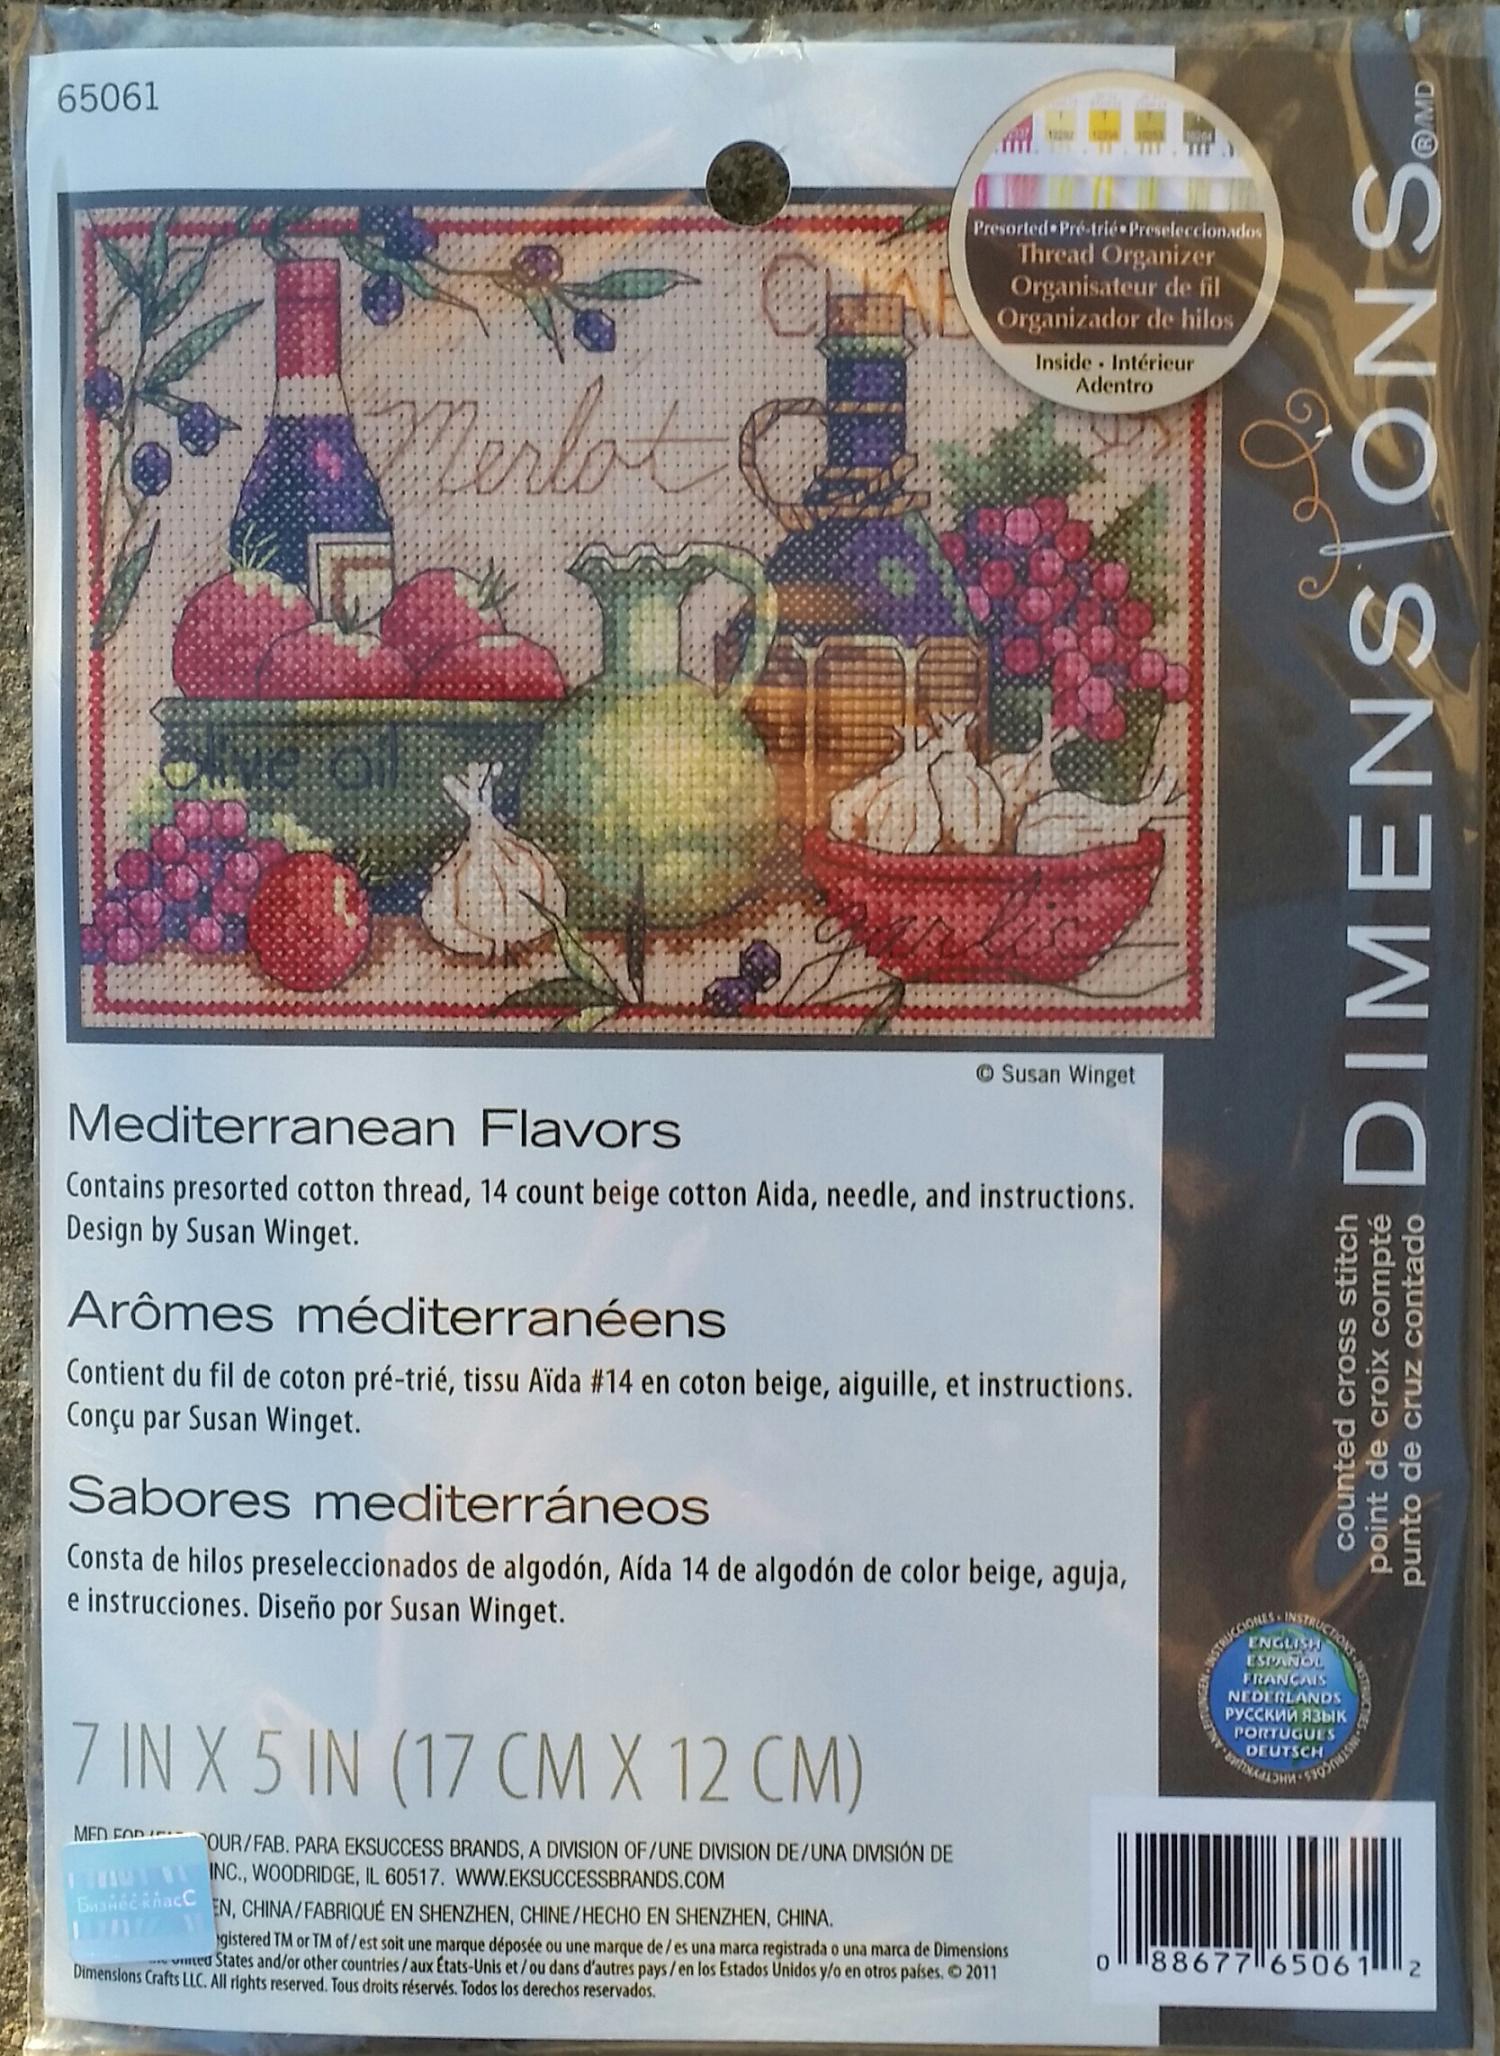 65061
Presorted•Pré-trié•Preseleccionados
Thread Organizer
Organisateur de fil
Organizador de hilos
Inside • Intérieur
Adentro
DIMENSIONS®/MD
counted cross stitch
point de croix compté
punto de cruz contado
CHAB
Merlot
olive oil
garlic
© Susan Winget
Mediterranean Flavors
Contains presorted cotton thread, 14 count beige cotton Aida, needle, and instructions.
Design by Susan Winget.
Arômes méditerranéens
Contient du fil de coton pré-trié, tissu Aïda #14 en coton beige, aiguille, et instructions.
Conçu par Susan Winget.
Sabores mediterráneos
Consta de hilos preseleccionados de algodón, Aída 14 de algodón de color beige, aguja,
e instrucciones. Diseño por Susan Winget.
7 IN X 5 IN (17 CM X 12 CM)
OUR/FAB. PARA EKSUCCESS BRANDS, A DIVISION OF/UNE DIVISION DE/UNA DIVISIÓN DE
INC., WOODRIDGE, IL 60517. WWW.EKSUCCESSBRANDS.COM
EN, CHINA/FABRIQUÉ EN SHENZHEN, CHINE/HECHO EN SHENZHEN, CHINA.
egistered TM or TM of/est soit une marque déposée ou une marque de/es una marca registrada o una marca de Dimensions
United States and/or other countries/aux États-Unis et/ou dans d'autres pays/en los Estados Unidos y/o en otros países. © 2011
Dimensions Crafts LLC. All rights reserved. Tous droits réservés. Todos los derechos reservados.
Бизнес-класС
INSTRUCCIONES • INSTRUCTIONS
ENGLISH
ESPAÑOL
FRANÇAIS
NEDERLANDS
РУССКИЙ ЯЗЫК
PORTUGUES
DEUTSCH
0 88677 65061 2